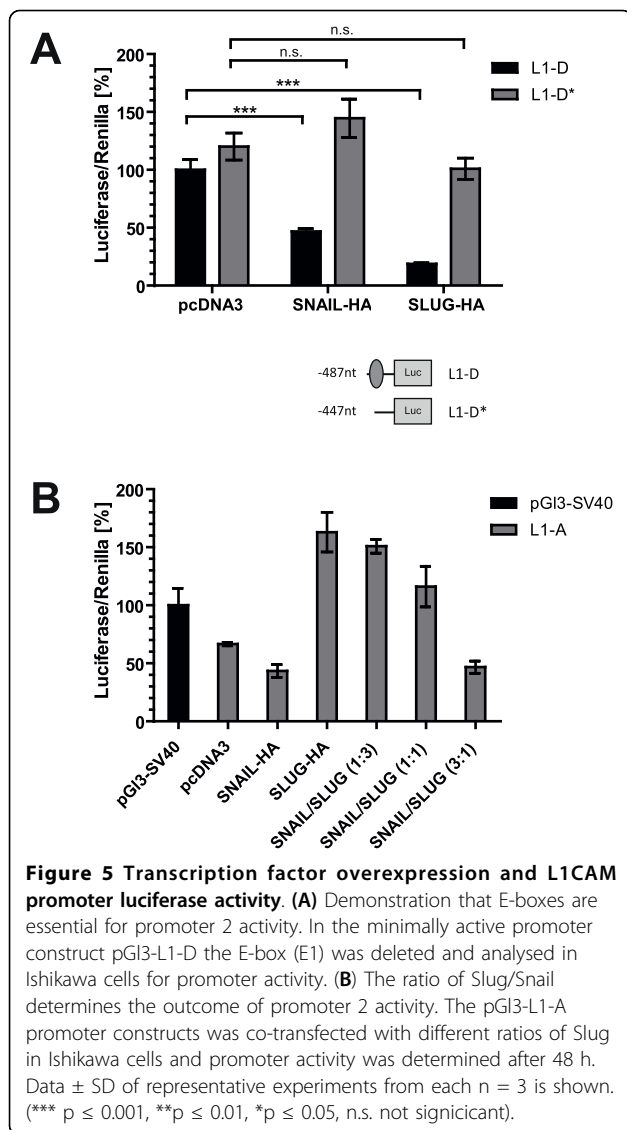 A
n.s.
n.s.
***
***
L1-D
L1-D*
Luciferase/Renilla [%]
200
150
100
50
0
pcDNA3 SNAIL-HA SLUG-HA
-487nt Luc L1-D
-447nt Luc L1-D*
B
pGl3-SV40
L1-A
Luciferase/Renilla [%]
200
150
100
50
0
pGl3-SV40
pcDNA3
SNAIL-HA
SLUG-HA
SNAIL/SLUG (1:3)
SNAIL/SLUG (1:1)
SNAIL/SLUG (3:1)
Figure 5 Transcription factor overexpression and L1CAM
promoter luciferase activity. (A) Demonstration that E-boxes are
essential for promoter 2 activity. In the minimally active promoter
construct pGl3-L1-D the E-box (E1) was deleted and analysed in
Ishikawa cells for promoter activity. (B) The ratio of Slug/Snail
determines the outcome of promoter 2 activity. The pGl3-L1-A
promoter constructs was co-transfected with different ratios of Slug
in Ishikawa cells and promoter activity was determined after 48 h.
Data ± SD of representative experiments from each n = 3 is shown.
(*** p ≤ 0.001, **p ≤ 0.01, *p ≤ 0.05, n.s. not signicicant).